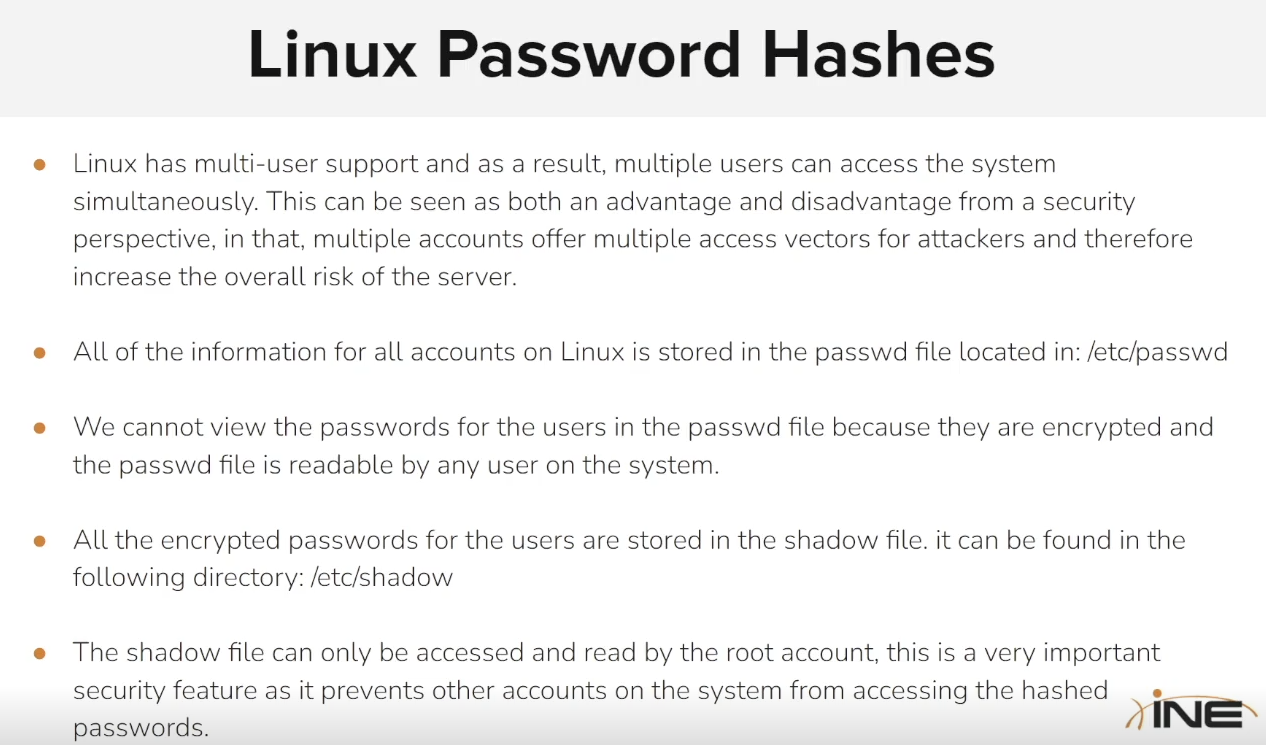 Linux Password Hashes
Linux has multi-user support and as a result, multiple users can access the system
simultaneously. This can be seen as both an advantage and disadvantage from a security
perspective, in that, multiple accounts offer multiple access vectors for attackers and therefore
increase the overall risk of the server.
All of the information for all accounts on Linux is stored in the passwd file located in: /etc/passwd
We cannot view the passwords for the users in the passwd file because they are encrypted and
the passwd file is readable by any user on the system.
All the encrypted passwords for the users are stored in the shadow file. it can be found in the
following directory: /etc/shadow
The shadow file can only be accessed and read by the root account, this is a very important
security feature as it prevents other accounts on the system from accessing the hashed
passwords.
iNE